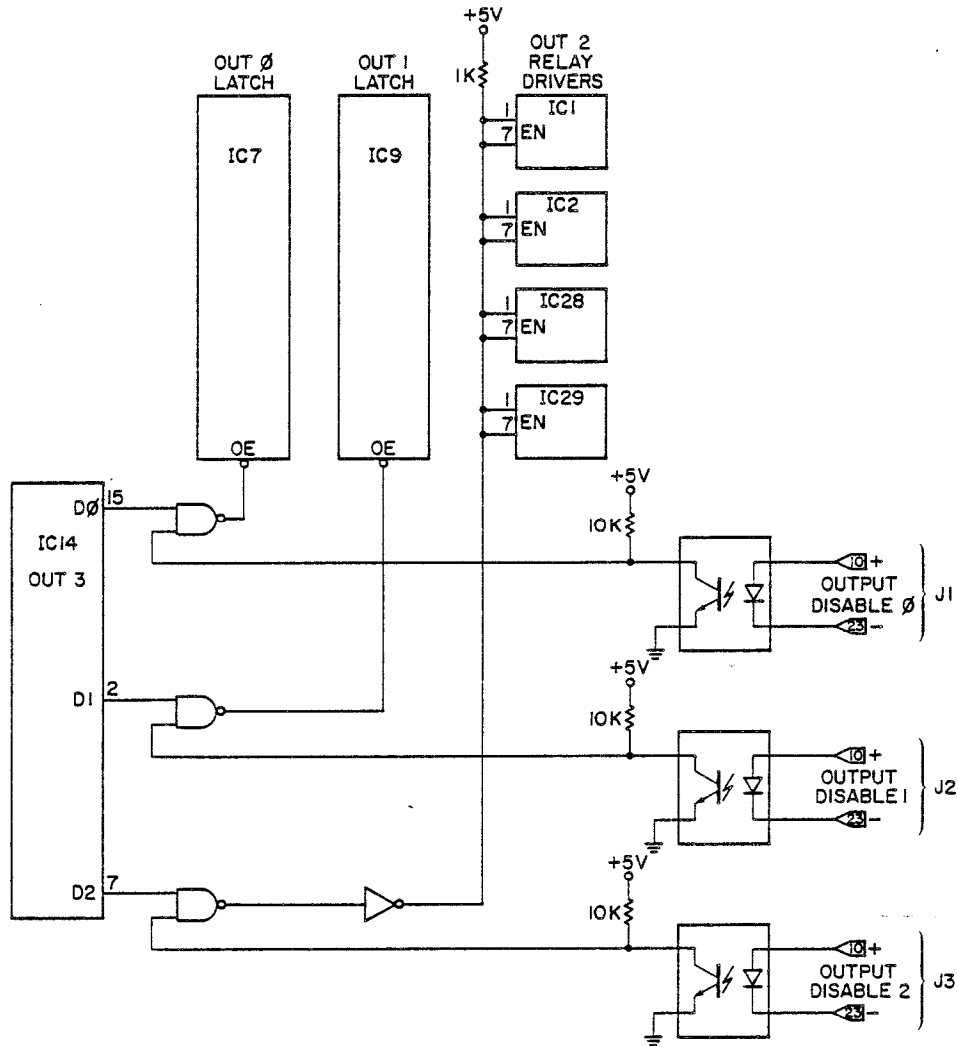 +5V
OUT Ø
LATCH
OUT 1
LATCH
OUT 2
RELAY
DRIVERS
1K
IC7
IC9
IC1
1
7
EN
IC2
1
7
EN
IC28
1
7
EN
IC29
1
7
EN
OE
OE
+5V
DØ
15
10K
IC14
OUT 3
10
+
OUTPUT
DISABLE Ø
23
−
J1
+5V
D1
2
10K
10
+
OUTPUT
DISABLE 1
23
−
J2
+5V
D2
7
10K
10
+
OUTPUT
DISABLE 2
23
−
J3